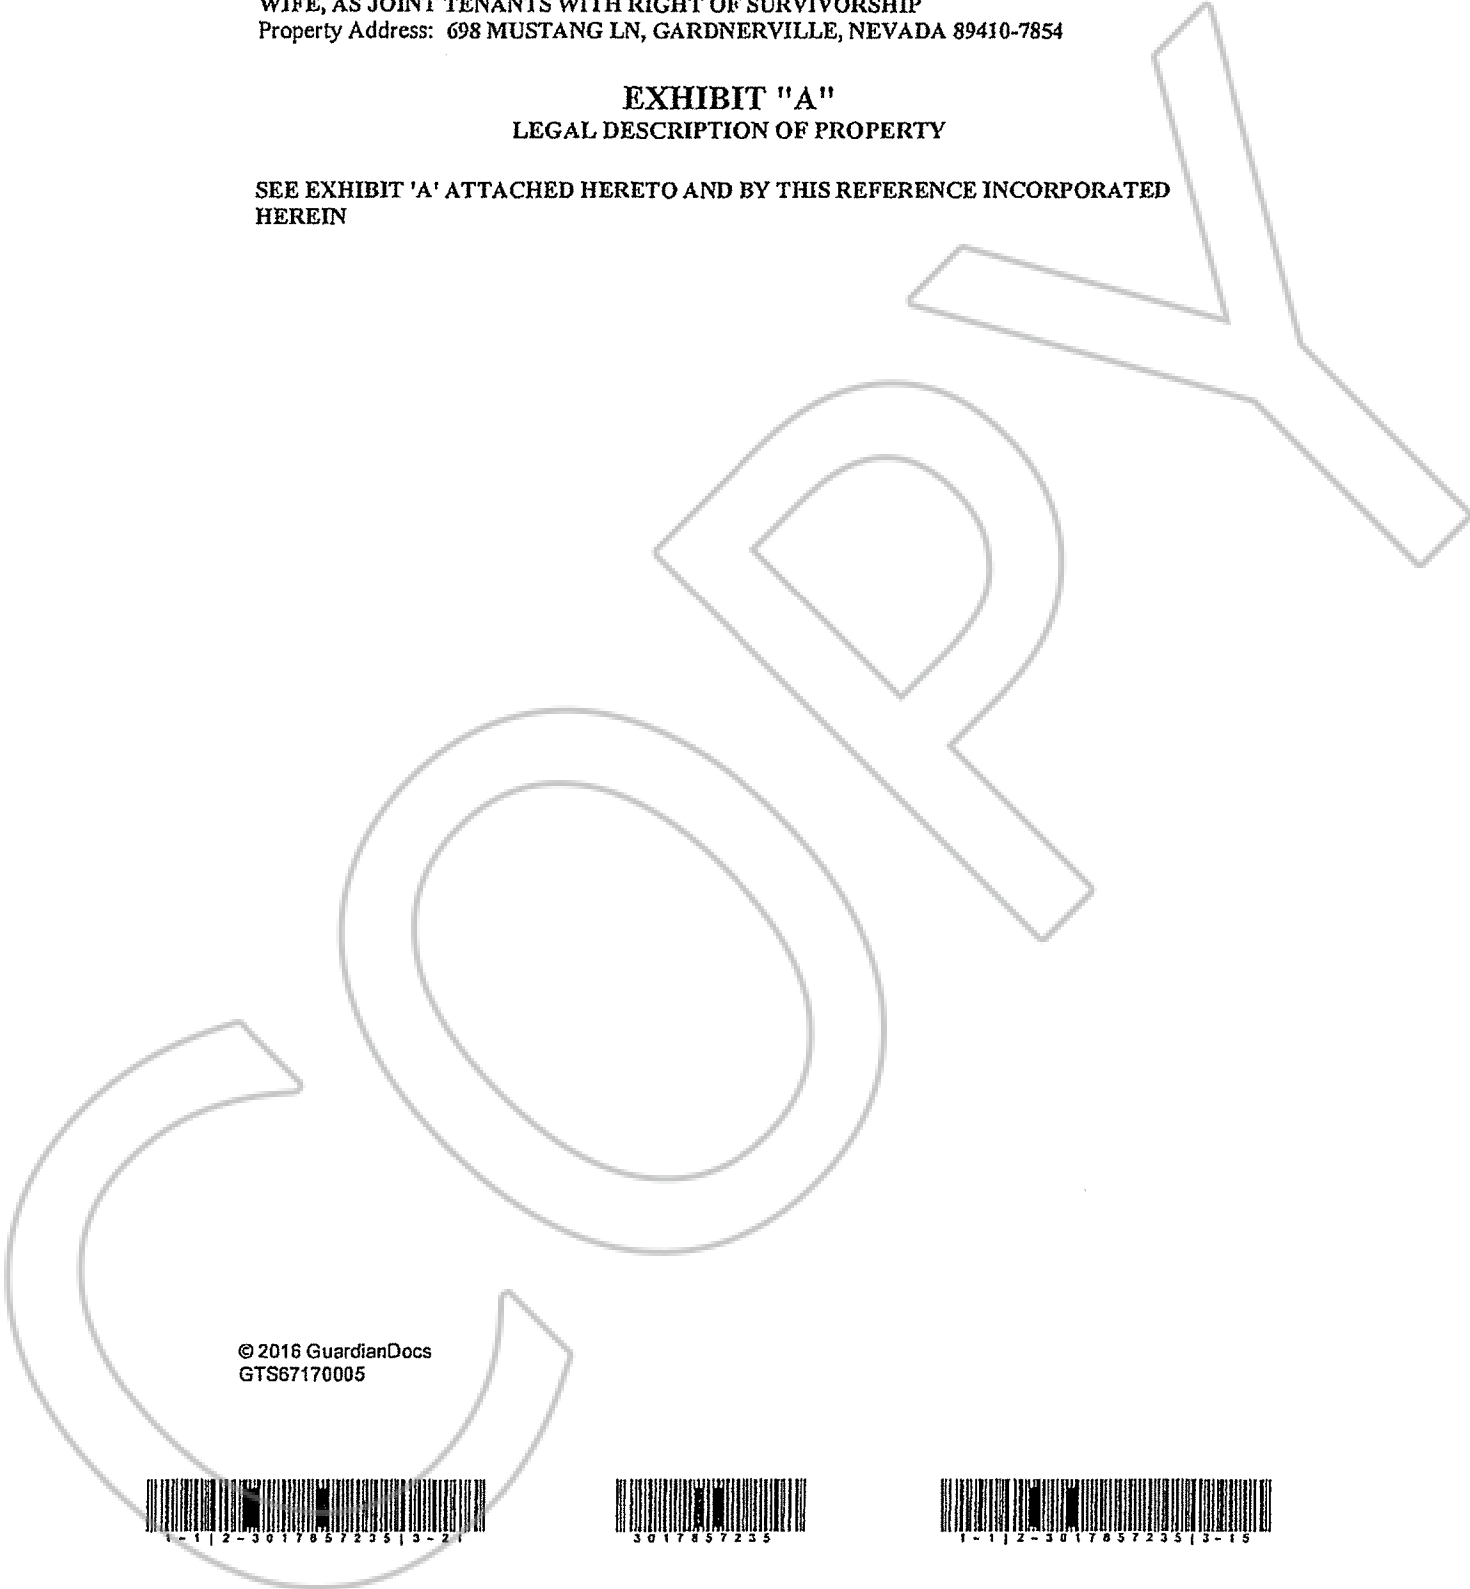 WIFE, AS JOINT TENANTS WITH RIGHT OF SURVIVORSHIP
Property Address: 698 MUSTANG LN, GARDNERVILLE, NEVADA 89410-7854
EXHIBIT "A"
LEGAL DESCRIPTION OF PROPERTY
SEE EXHIBIT 'A' ATTACHED HERETO AND BY THIS REFERENCE INCORPORATED
HEREIN
COPY
© 2016 GuardianDocs
GTS67170005
1-1|2-3017857235|3-21
3017857235
1-1|2-3017857235|3-15